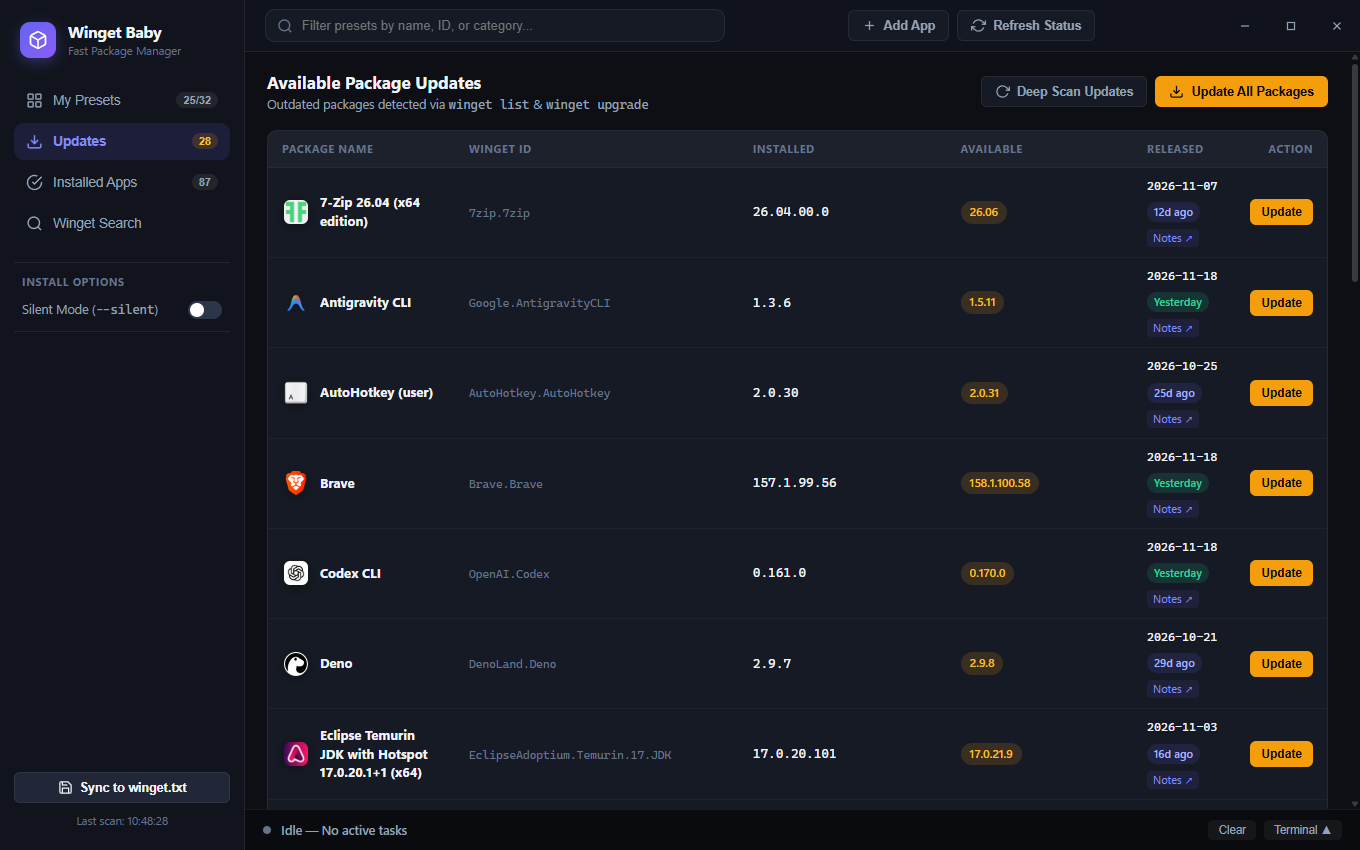 Winget Baby
Fast Package Manager
My Presets 25/32
Updates 28
Installed Apps 87
Winget Search
INSTALL OPTIONS
Silent Mode (--silent)
Sync to winget.txt
Last scan: 10:48:28
Filter presets by name, ID, or category...
+ Add App
Refresh Status
Available Package Updates
Outdated packages detected via winget list & winget upgrade
Deep Scan Updates
Update All Packages
PACKAGE NAME WINGET ID INSTALLED AVAILABLE RELEASED ACTION
7-Zip 26.04 (x64
edition)
7zip.7zip
26.04.00.0
26.06
2026-11-07
12d ago
Notes ↗
Update
Antigravity CLI
Google.AntigravityCLI
1.3.6
1.5.11
2026-11-18
Yesterday
Notes ↗
Update
A
AutoHotkey (user)
AutoHotkey.AutoHotkey
2.0.30
2.0.31
2026-10-25
25d ago
Notes ↗
Update
Brave
Brave.Brave
157.1.99.56
158.1.100.58
2026-11-18
Yesterday
Notes ↗
Update
Codex CLI
OpenAI.Codex
0.161.0
0.170.0
2026-11-18
Yesterday
Notes ↗
Update
Deno
DenoLand.Deno
2.9.7
2.9.8
2026-10-21
29d ago
Notes ↗
Update
Eclipse Temurin
JDK with Hotspot
17.0.20.1+1 (x64)
EclipseAdoptium.Temurin.17.JDK
17.0.20.101
17.0.21.9
2026-11-03
16d ago
Notes ↗
Update
Idle — No active tasks
Clear
Terminal ▲